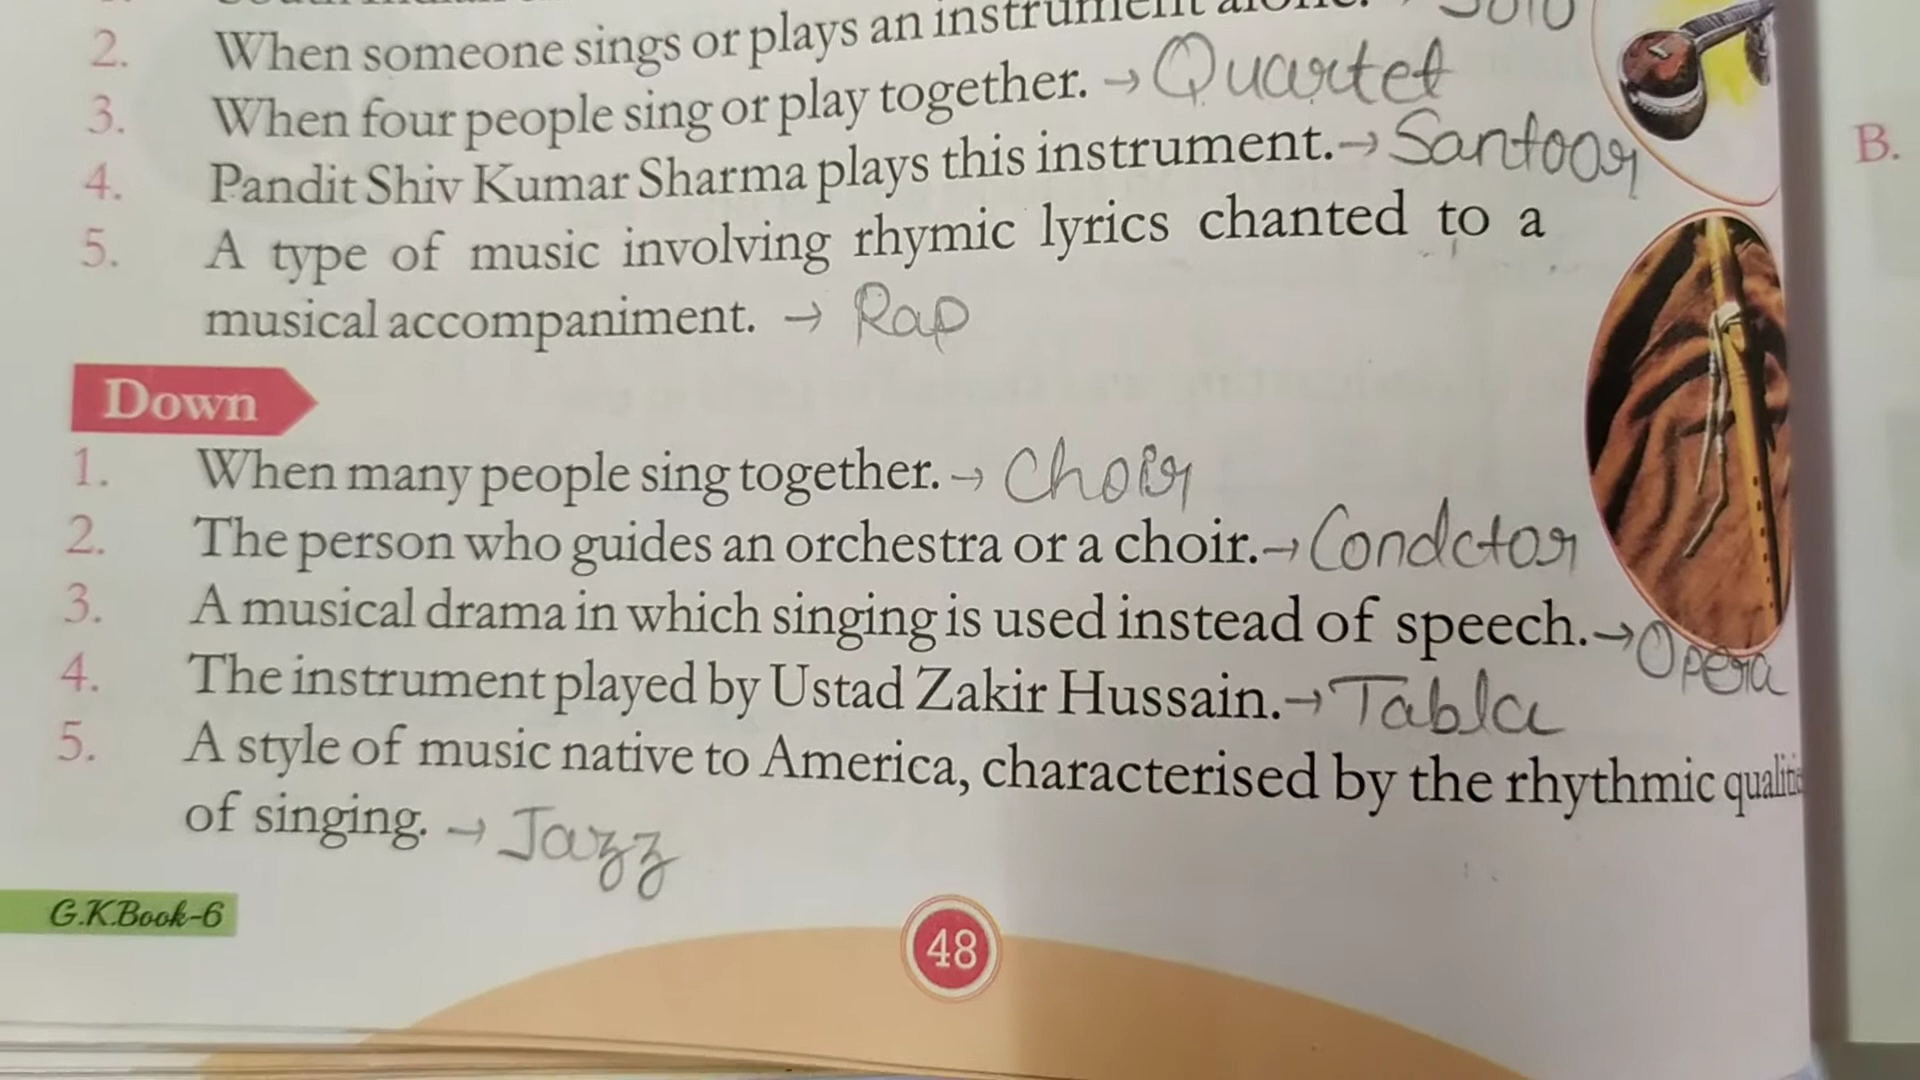 2. When someone sings or plays an instrument alone. → Solo
3. When four people sing or play together. → Quartet
4. Pandit Shiv Kumar Sharma plays this instrument. → Santoor
5. A type of music involving rhymic lyrics chanted to a
musical accompaniment. → Rap
Down
1. When many people sing together. → Choir
2. The person who guides an orchestra or a choir. → Condctor
3. A musical drama in which singing is used instead of speech. → Opera
4. The instrument played by Ustad Zakir Hussain. → Tabla
5. A style of music native to America, characterised by the rhythmic
of singing. → Jazz
G.K.Book-6
48
B.